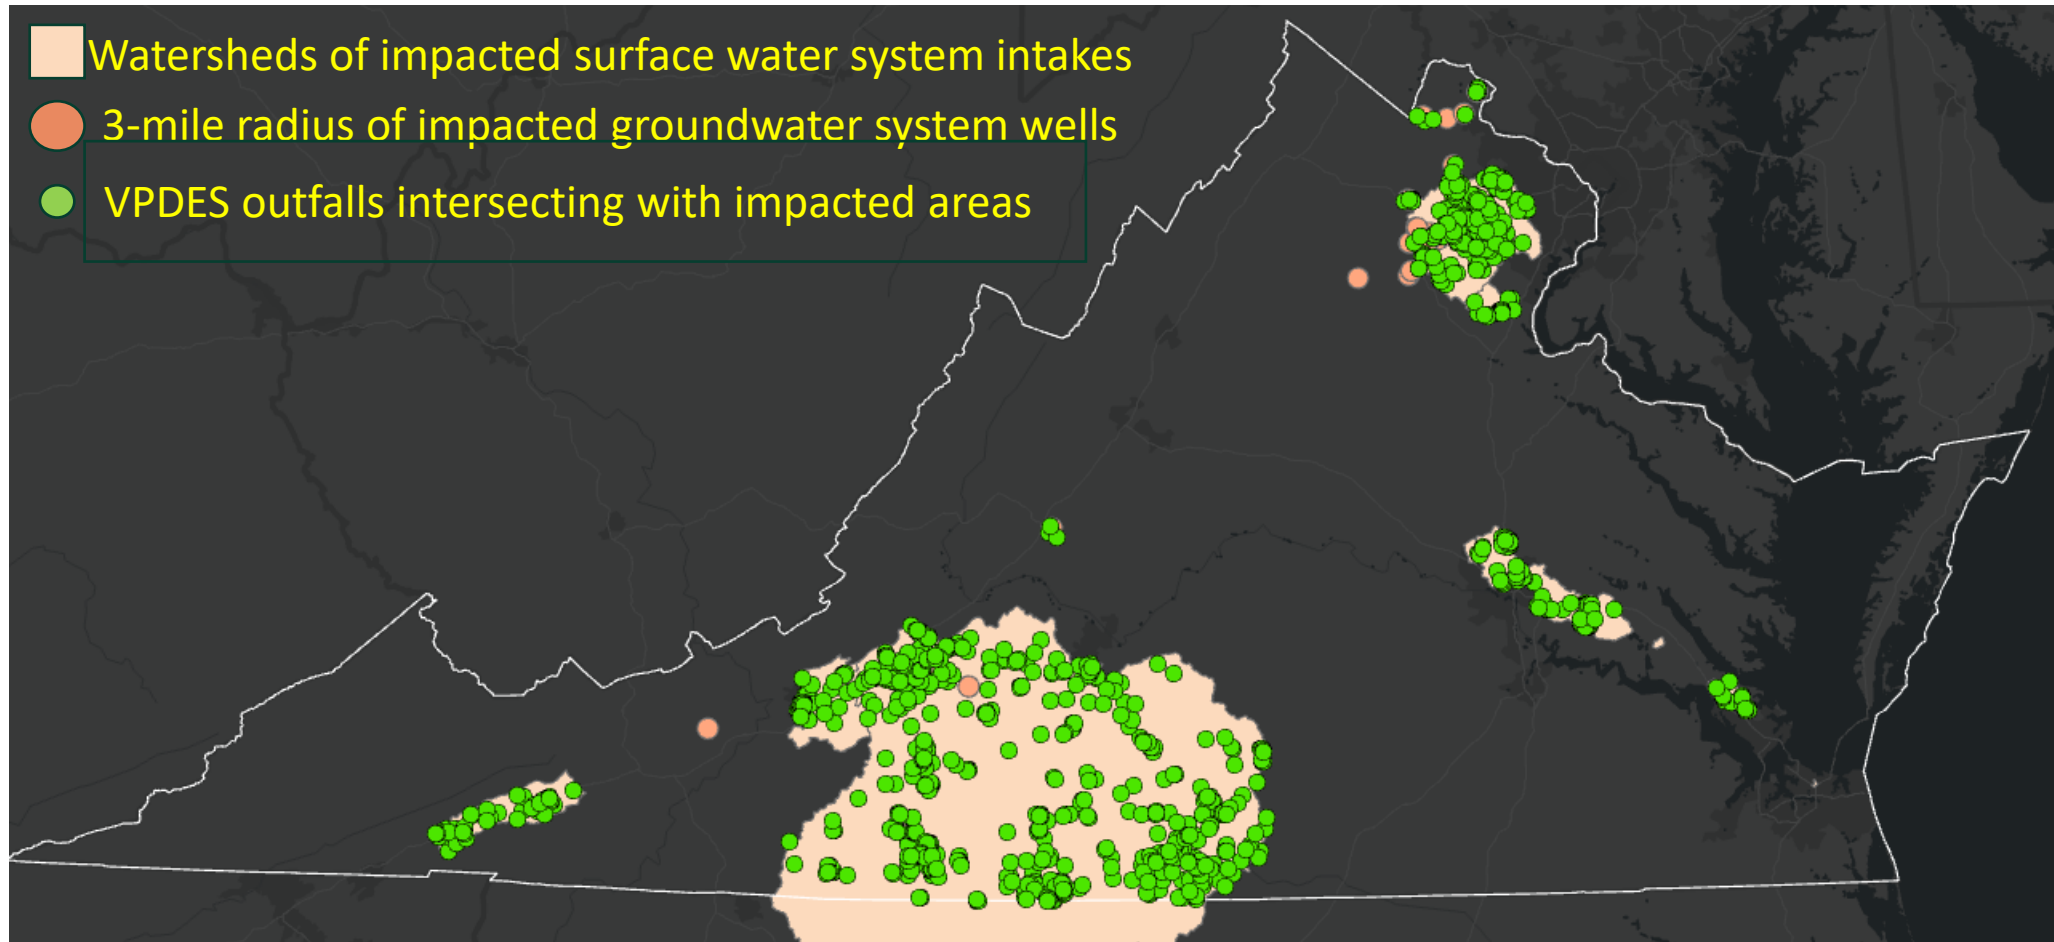 Watersheds of impacted surface water system intakes
3-mile radius of impacted groundwater system wells
VPDES outfalls intersecting with impacted areas